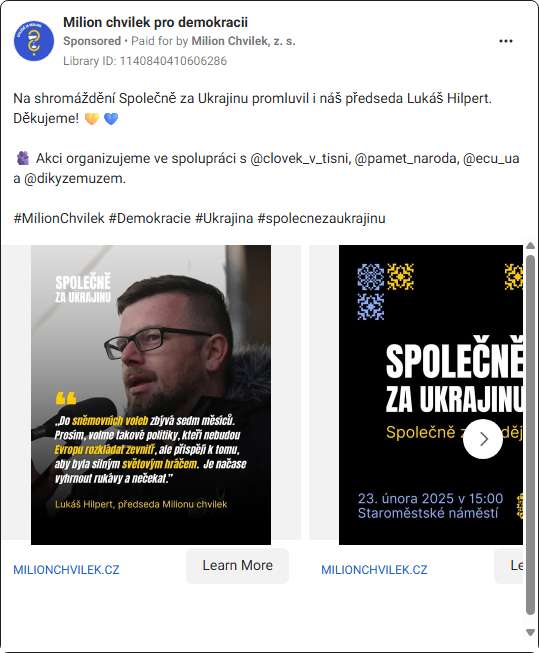 Milion chvilek pro demokracii
Sponsored • Paid for by Milion Chvilek, z. s.
Library ID: 1140840410606286
Na shromáždění Společně za Ukrajinu promluvil i náš předseda Lukáš Hilpert.
Děkujeme! 💛 💙
🫂 Akci organizujeme ve spolupráci s @clovek_v_tisni, @pamet_naroda, @ecu_ua
a @dikyzemuzem.
#MilionChvilek #Demokracie #Ukrajina #spolecnezaukrajinu
SPOLEČNĚ
ZA UKRAJINU
„Do sněmovních voleb zbývá sedm měsíců.
Prosím, volme takové politiky, kteří nebudou
Evropu rozkládat zevnitř, ale přispějí k tomu,
aby byla silným světovým hráčem. Je načase
vyhrnout rukávy a nečekat."
Lukáš Hilpert, předseda Milionu chvilek
MILIONCHVILEK.CZ
Learn More
SPOLEČNĚ
ZA UKRAJINU
Společně
23. února 2025 v 15:00
Staroměstské náměstí
MILIONCHVILEK.CZ
Le